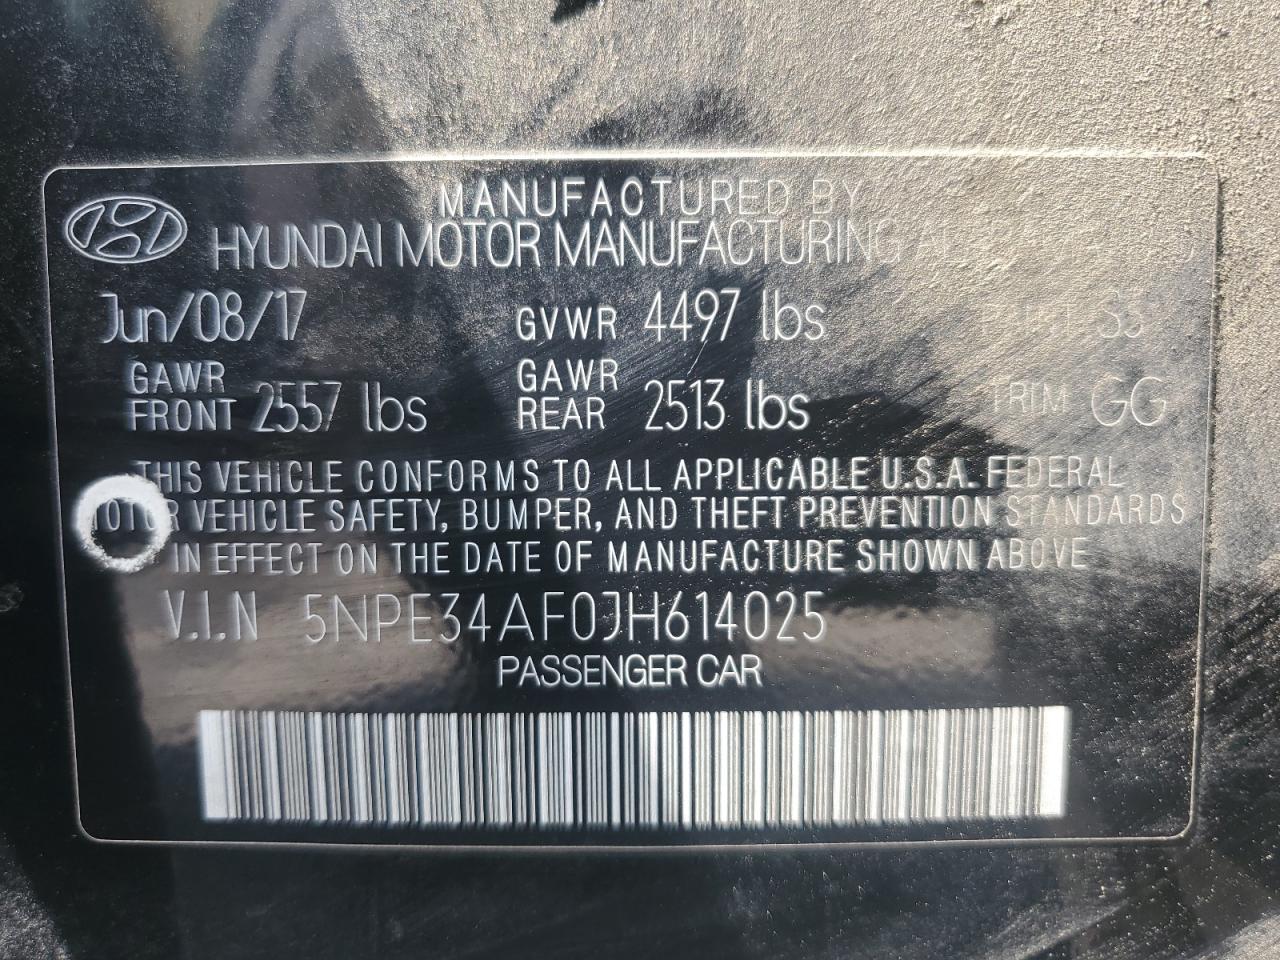 MANUFACTURED BY
HYUNDAI MOTOR MANUFACTURING
Jun/08/17 GVWR 4497 lbs
GAWR FRONT 2557 lbs GAWR REAR 2513 lbs TRIM GG
THIS VEHICLE CONFORMS TO ALL APPLICABLE U.S.A. FEDERAL
MOTOR VEHICLE SAFETY, BUMPER, AND THEFT PREVENTION STANDARDS
IN EFFECT ON THE DATE OF MANUFACTURE SHOWN ABOVE
V.I.N 5NPE34AF0JH614025
PASSENGER CAR